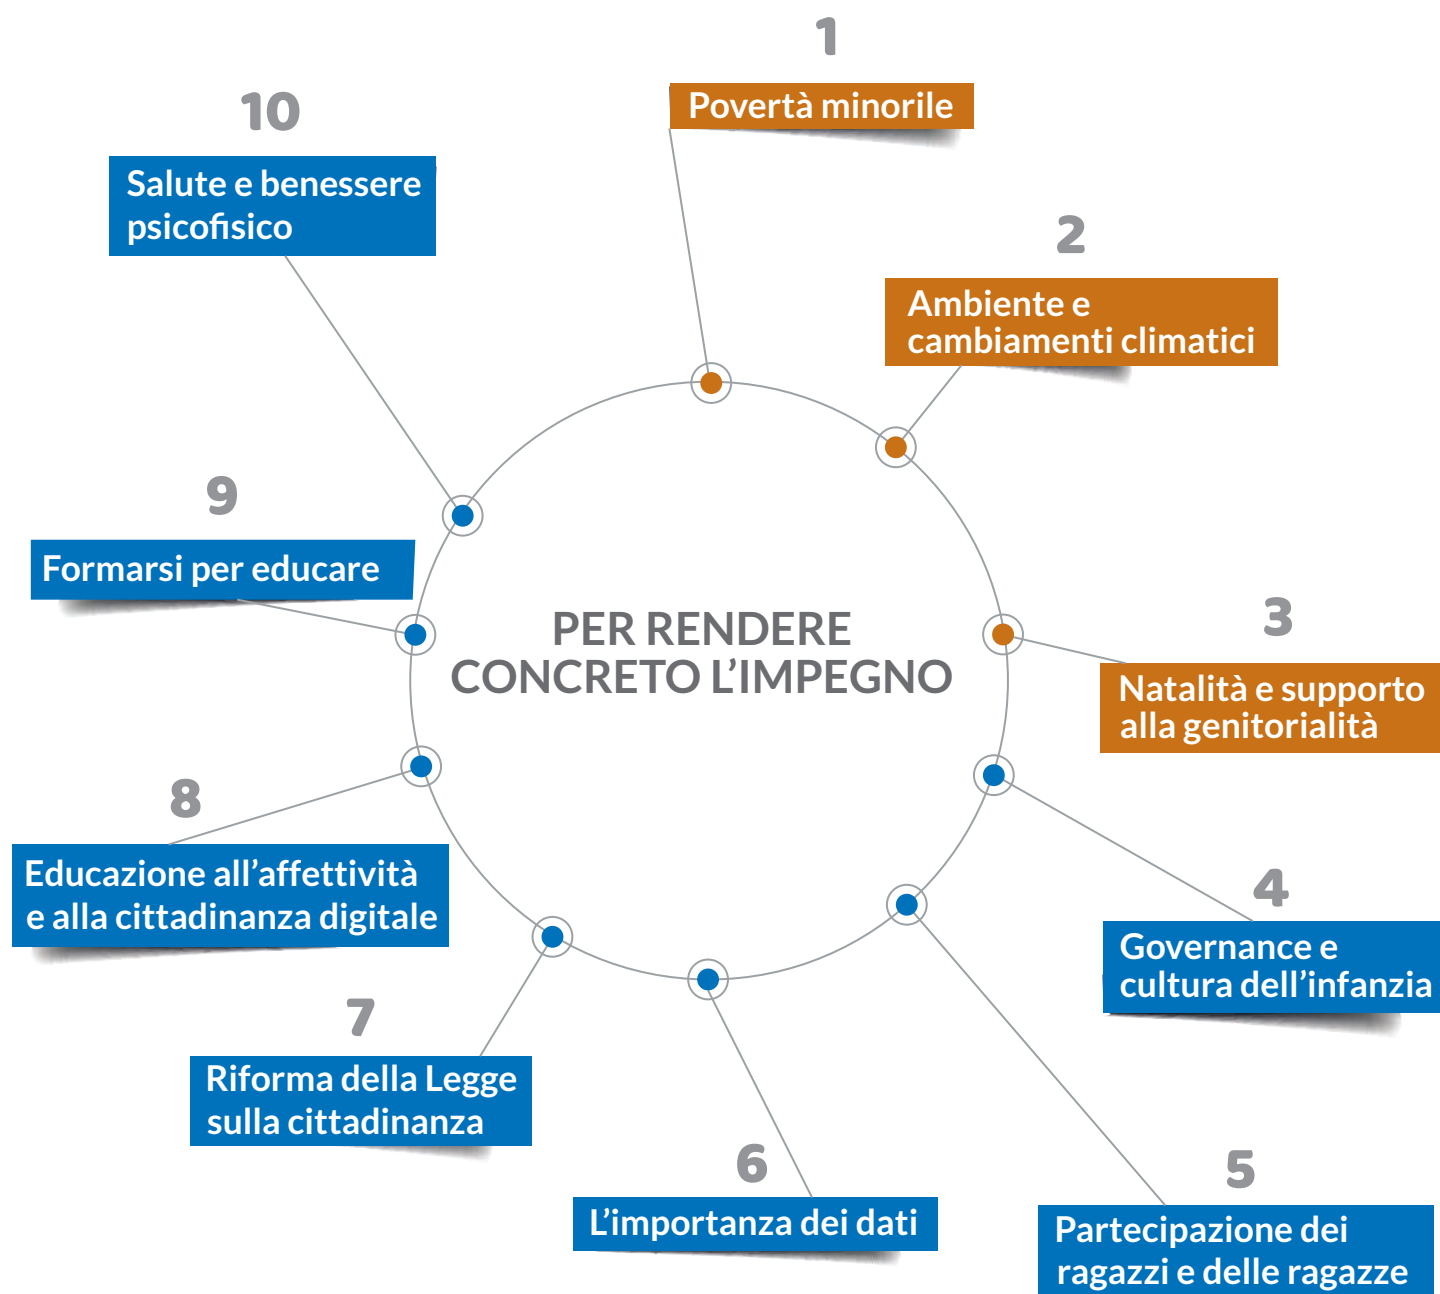 1
Povertà minorile
2
Ambiente e
cambiamenti climatici
3
Natalità e supporto
alla genitorialità
4
Governance e
cultura dell’infanzia
5
Partecipazione dei
ragazzi e delle ragazze
6
L’importanza dei dati
7
Riforma della Legge
sulla cittadinanza
8
Educazione all’affettività
e alla cittadinanza digitale
9
Formarsi per educare
10
Salute e benessere
psicofisico
PER RENDERE
CONCRETO L’IMPEGNO